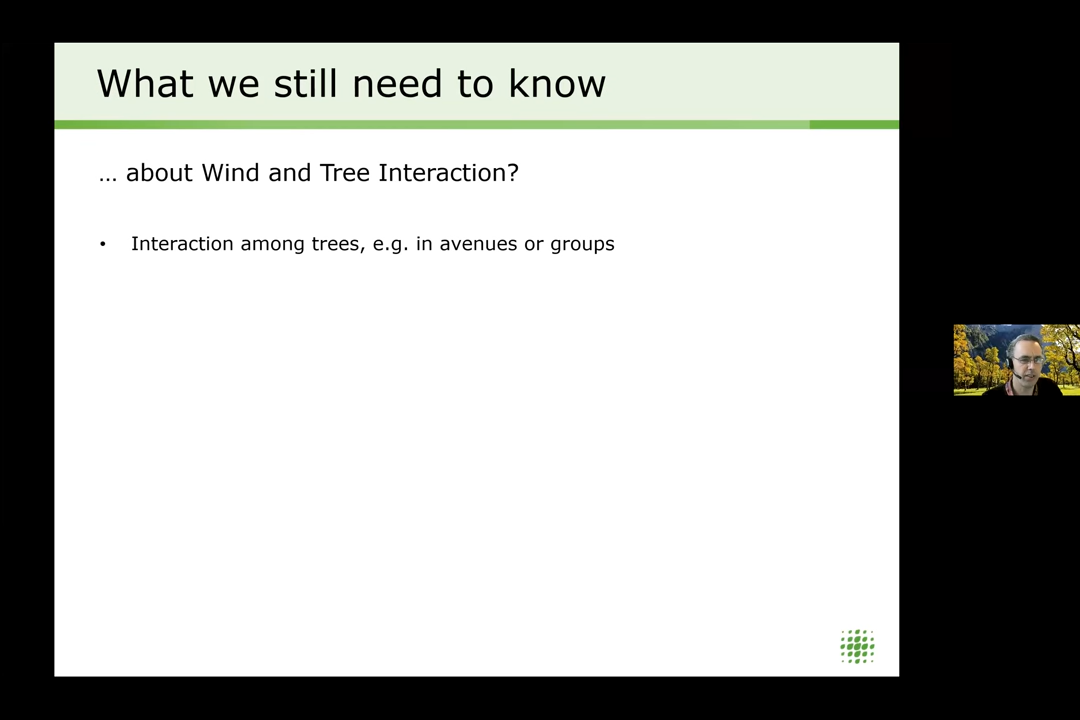 What we still need to know
… about Wind and Tree Interaction?
• Interaction among trees, e.g. in avenues or groups